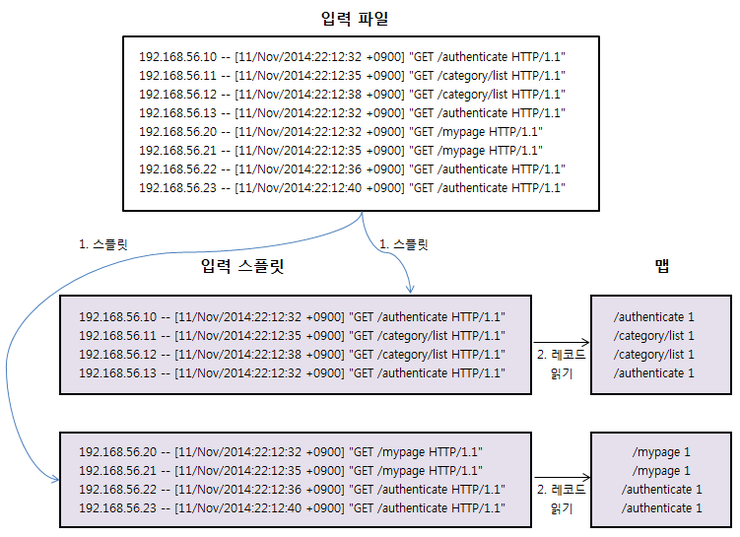 입력 파일
192.168.56.10 -- [11/Nov/2014:22:12:32 +0900] "GET /authenticate HTTP/1.1"
192.168.56.11 -- [11/Nov/2014:22:12:35 +0900] "GET /category/list HTTP/1.1"
192.168.56.12 -- [11/Nov/2014:22:12:38 +0900] "GET /category/list HTTP/1.1"
192.168.56.13 -- [11/Nov/2014:22:12:32 +0900] "GET /authenticate HTTP/1.1"
192.168.56.20 -- [11/Nov/2014:22:12:32 +0900] "GET /mypage HTTP/1.1"
192.168.56.21 -- [11/Nov/2014:22:12:35 +0900] "GET /mypage HTTP/1.1"
192.168.56.22 -- [11/Nov/2014:22:12:36 +0900] "GET /authenticate HTTP/1.1"
192.168.56.23 -- [11/Nov/2014:22:12:40 +0900] "GET /authenticate HTTP/1.1"
1. 스플릿
1. 스플릿
입력 스플릿
맵
192.168.56.10 -- [11/Nov/2014:22:12:32 +0900] "GET /authenticate HTTP/1.1"
192.168.56.11 -- [11/Nov/2014:22:12:35 +0900] "GET /category/list HTTP/1.1"
192.168.56.12 -- [11/Nov/2014:22:12:38 +0900] "GET /category/list HTTP/1.1"
192.168.56.13 -- [11/Nov/2014:22:12:32 +0900] "GET /authenticate HTTP/1.1"
2. 레코드
읽기
/authenticate 1
/category/list 1
/category/list 1
/authenticate 1
192.168.56.20 -- [11/Nov/2014:22:12:32 +0900] "GET /mypage HTTP/1.1"
192.168.56.21 -- [11/Nov/2014:22:12:35 +0900] "GET /mypage HTTP/1.1"
192.168.56.22 -- [11/Nov/2014:22:12:36 +0900] "GET /authenticate HTTP/1.1"
192.168.56.23 -- [11/Nov/2014:22:12:40 +0900] "GET /authenticate HTTP/1.1"
2. 레코드
읽기
/mypage 1
/mypage 1
/authenticate 1
/authenticate 1